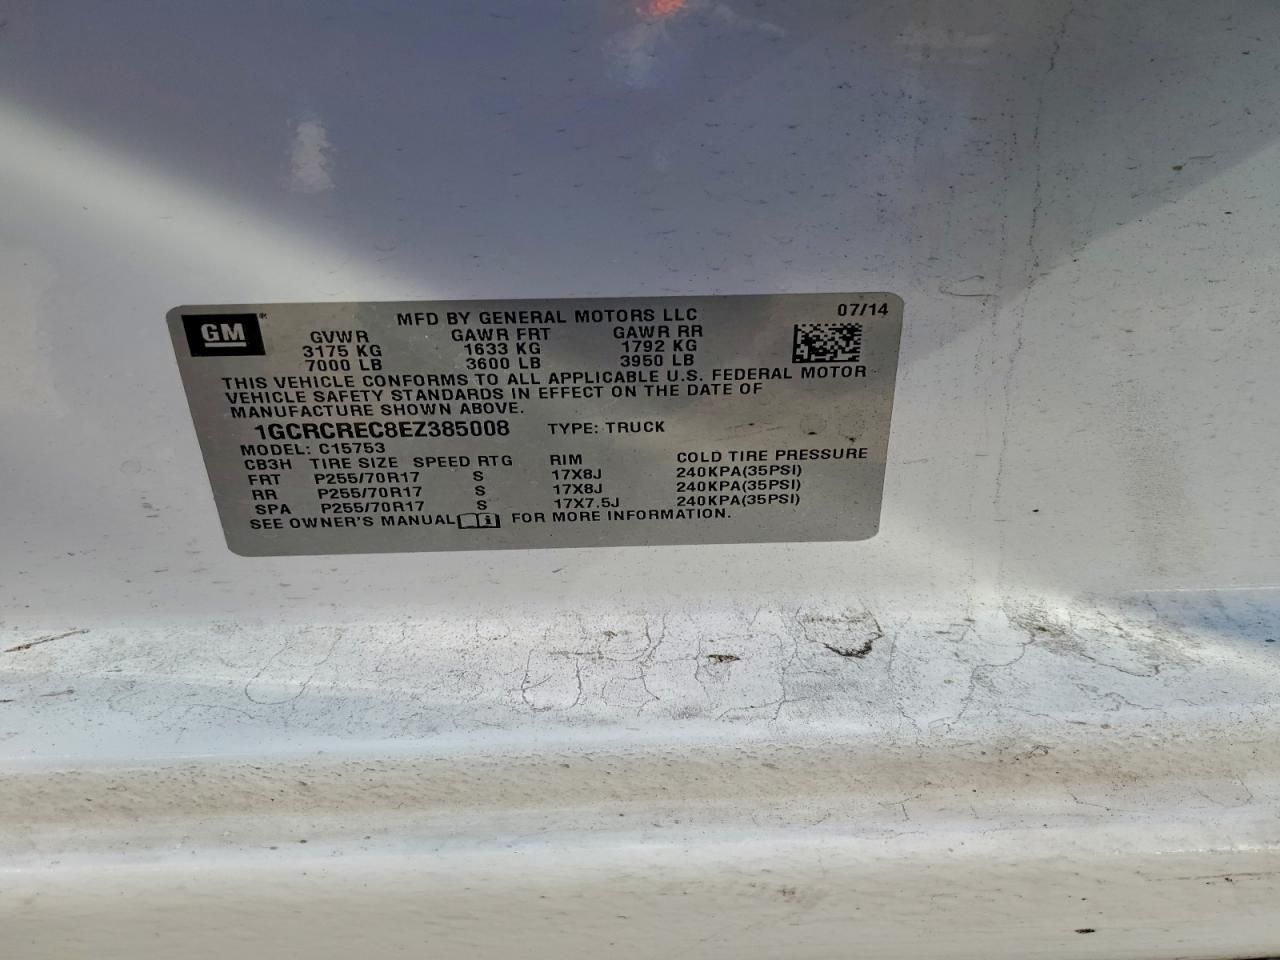 GM
MFD BY GENERAL MOTORS LLC 07/14
GVWR GAWR FRT GAWR RR
3175 KG 1633 KG 1792 KG
7000 LB 3600 LB 3950 LB
THIS VEHICLE CONFORMS TO ALL APPLICABLE U.S. FEDERAL MOTOR
VEHICLE SAFETY STANDARDS IN EFFECT ON THE DATE OF
MANUFACTURE SHOWN ABOVE.
1GCRCREC8EZ385008 TYPE: TRUCK
MODEL: C15753
CB3H TIRE SIZE SPEED RTG RIM COLD TIRE PRESSURE
FRT P255/70R17 S 17X8J 240KPA(35PSI)
RR P255/70R17 S 17X8J 240KPA(35PSI)
SPA P255/70R17 S 17X7.5J 240KPA(35PSI)
SEE OWNER'S MANUAL FOR MORE INFORMATION.